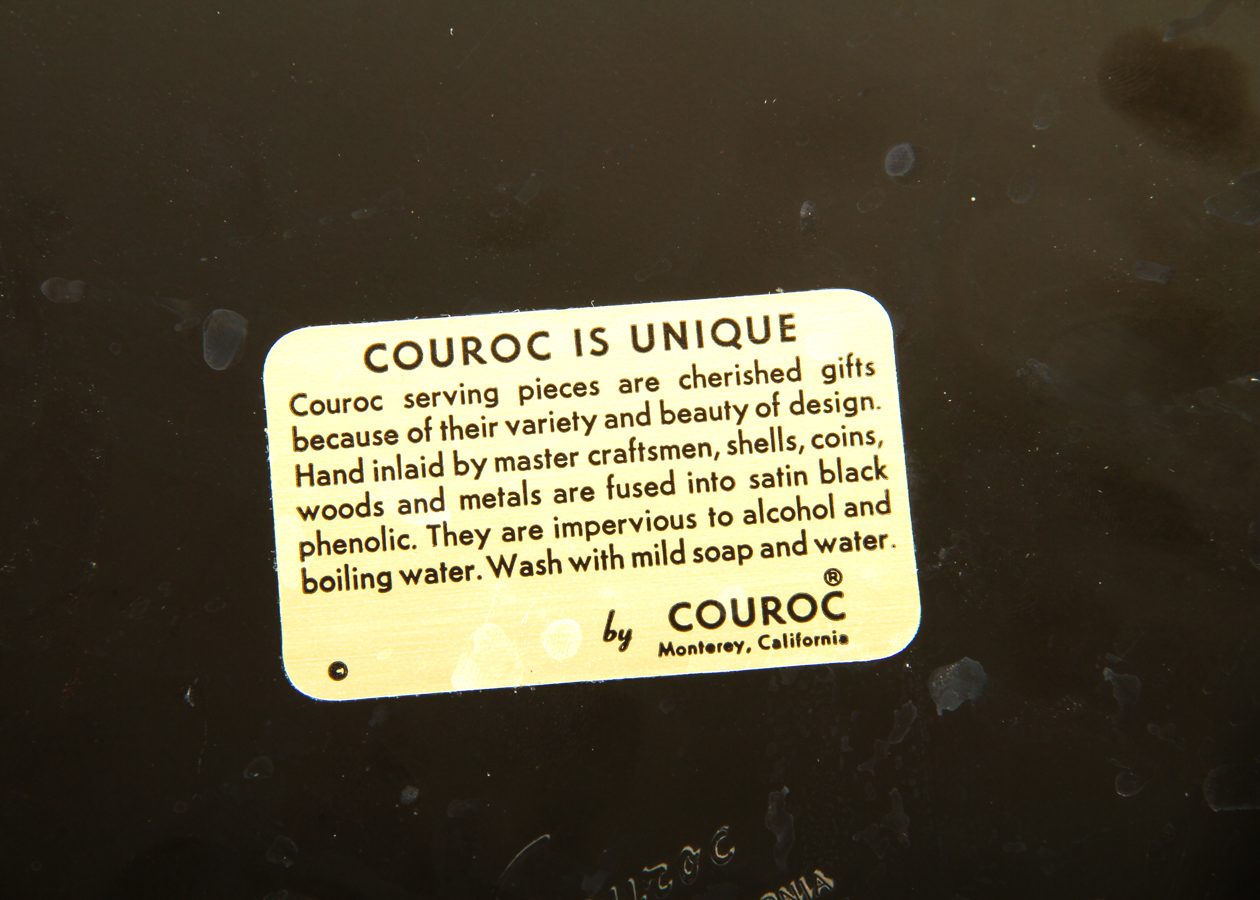 COUROC IS UNIQUE
Couroc serving pieces are cherished gifts
because of their variety and beauty of design.
Hand inlaid by master craftsmen, shells, coins,
woods and metals are fused into satin black
phenolic. They are impervious to alcohol and
boiling water. Wash with mild soap and water.
by COUROC®
Monterey, California